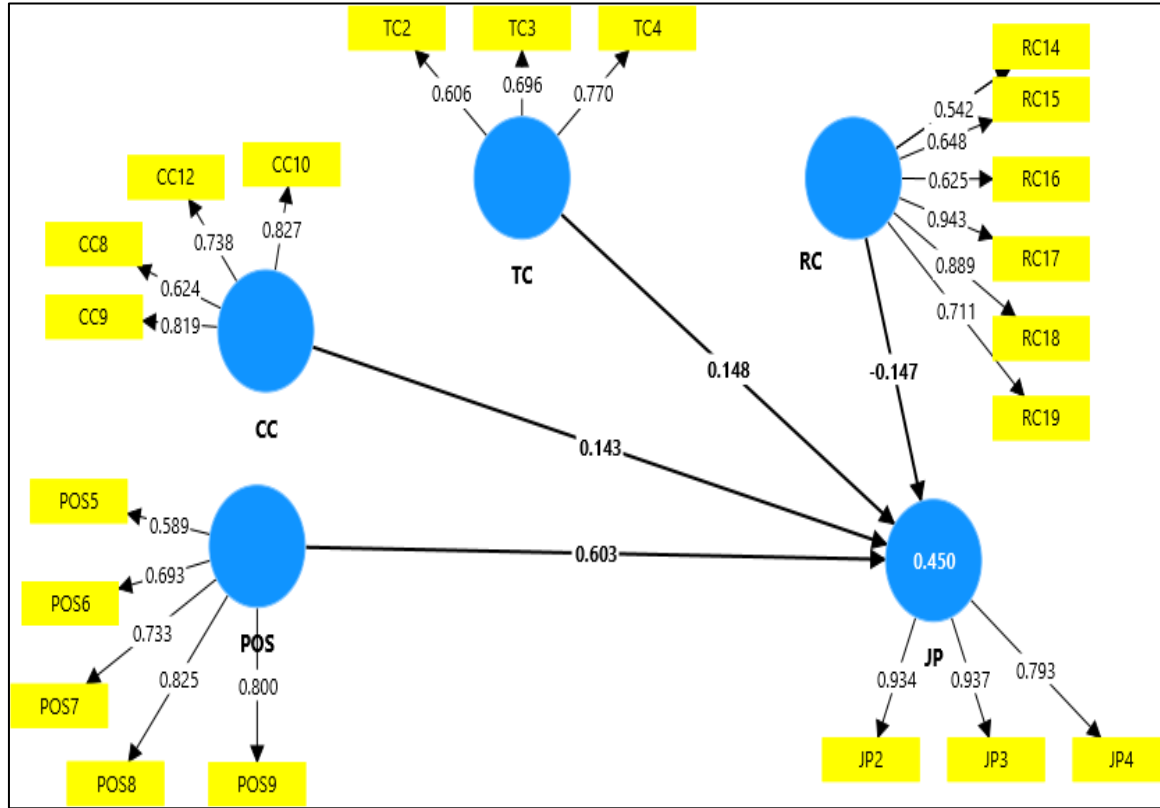 TC2
TC3
TC4
0.606
0.696
0.770
TC
RC14
RC15
RC16
RC17
RC18
RC19
0.542
0.648
0.625
0.943
0.889
0.711
RC
CC12
CC10
CC8
CC9
0.738
0.827
0.624
0.819
CC
0.148
-0.147
0.143
0.603
POS5
POS6
POS7
POS8
POS9
0.589
0.693
0.733
0.825
0.800
POS
0.450
JP
0.934
0.937
0.793
JP2
JP3
JP4